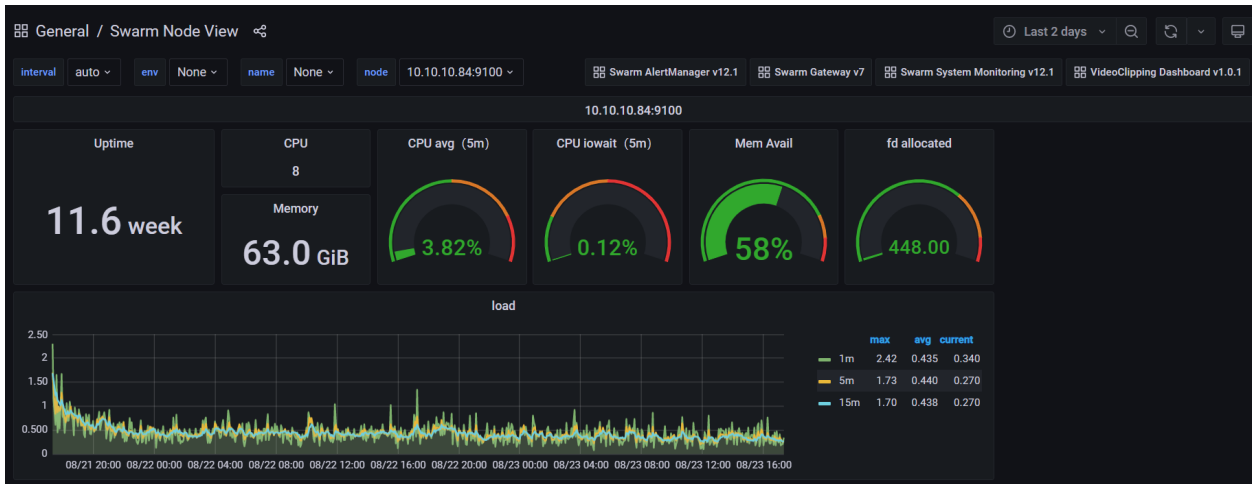 General / Swarm Node View
Last 2 days
interval auto env None name None node 10.10.10.84:9100
Swarm AlertManager v12.1 Swarm Gateway v7 Swarm System Monitoring v12.1 VideoClipping Dashboard v1.0.1
10.10.10.84:9100
Uptime
11.6 week
CPU
8
Memory
63.0 GiB
CPU avg（5m）
3.82%
CPU iowait（5m）
0.12%
Mem Avail
58%
fd allocated
448.00
load
2.50
2
1.50
1
0.500
0
08/21 20:00 08/22 00:00 08/22 04:00 08/22 08:00 08/22 12:00 08/22 16:00 08/22 20:00 08/23 00:00 08/23 04:00 08/23 08:00 08/23 12:00 08/23 16:00
max avg current
1m 2.42 0.435 0.340
5m 1.73 0.440 0.270
15m 1.70 0.438 0.270